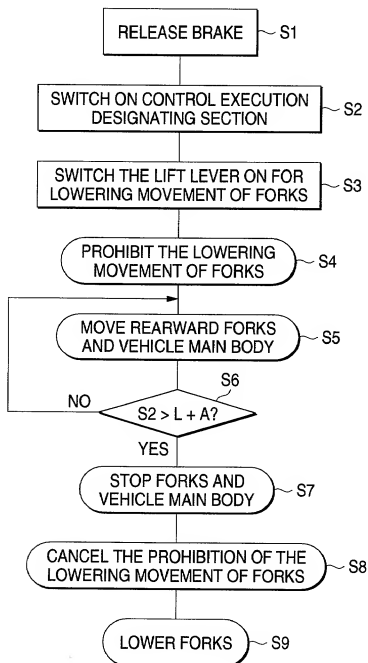 RELEASE BRAKE
S1
SWITCH ON CONTROL EXECUTION
DESIGNATING SECTION
S2
SWITCH THE LIFT LEVER ON FOR
LOWERING MOVEMENT OF FORKS
S3
PROHIBIT THE LOWERING
MOVEMENT OF FORKS
S4
MOVE REARWARD FORKS
AND VEHICLE MAIN BODY
S5
S6
NO
S2 > L + A?
YES
STOP FORKS AND
VEHICLE MAIN BODY
S7
CANCEL THE PROHIBITION OF THE
LOWERING MOVEMENT OF FORKS
S8
LOWER FORKS
S9